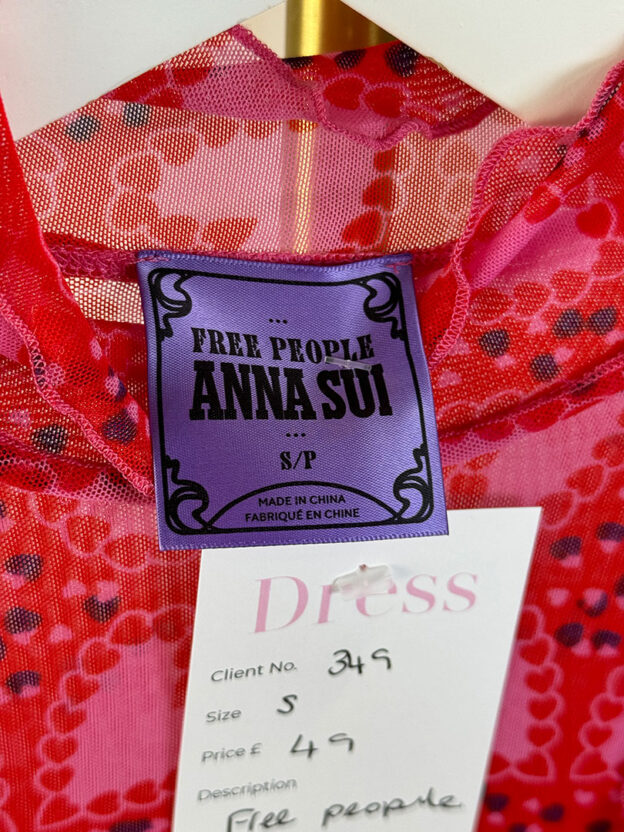 FREE PEOPLE
ANNA SUI
S/P
MADE IN CHINA
FABRIQUÉ EN CHINE
Dress
Client No. 349
Size S
Price £ 49
Description
Free people